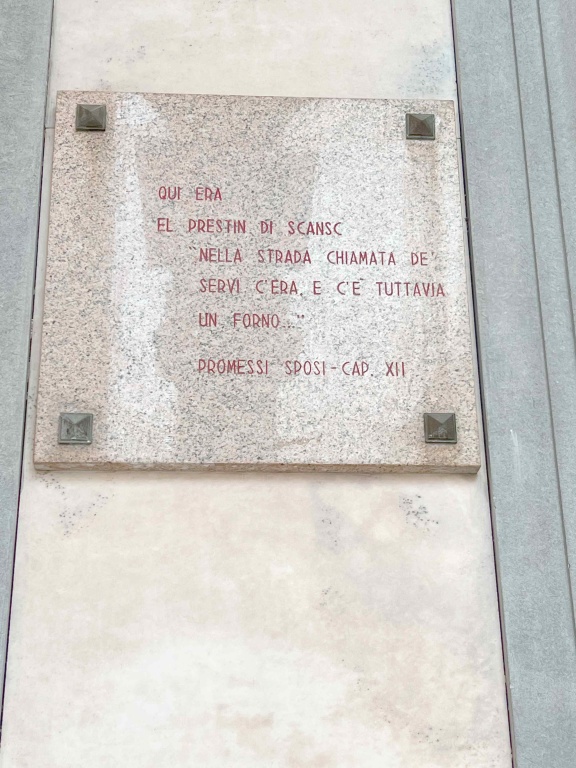 QUI ERA
EL PRESTIN DI SCANSC
NELLA STRADA CHIAMATA DE'
SERVI C'ERA, E C'È TUTTAVIA
UN FORNO..."
PROMESSI SPOSI - CAP. XII